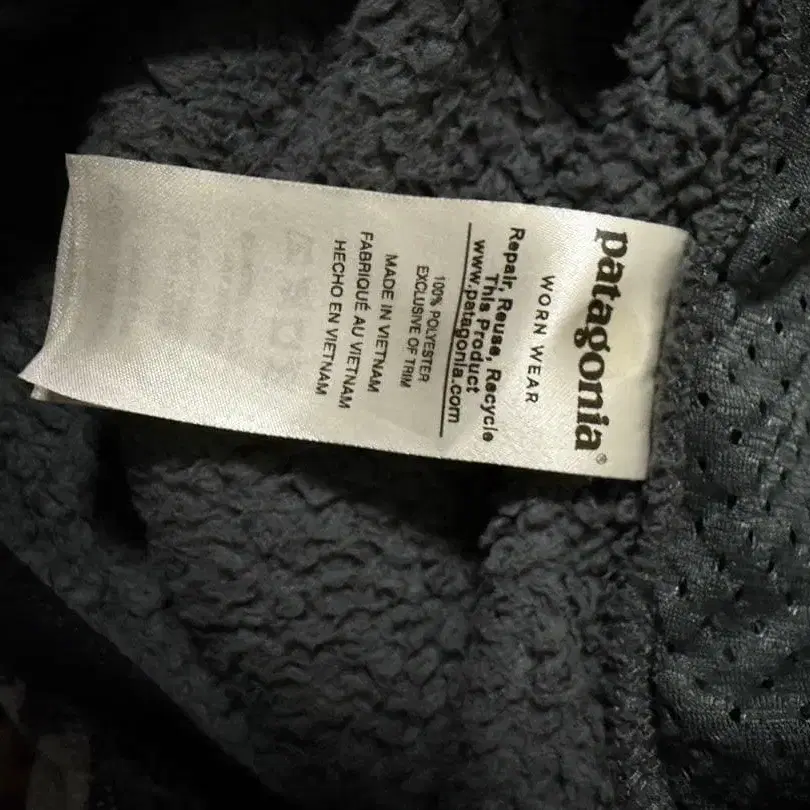 patagonia®
WORN WEAR
Repair, Reuse, Recycle
This Product
www.patagonia.com
100% POLYESTER
EXCLUSIVE OF TRIM
MADE IN VIETNAM
FABRIQUÉ AU VIETNAM
HECHO EN VIETNAM